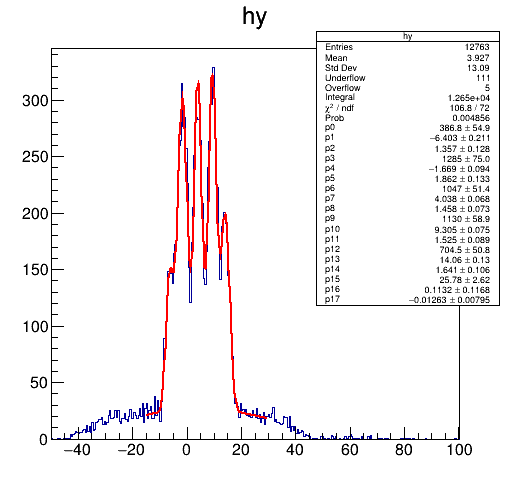 hy
hy
Entries 12763
Mean 3.927
Std Dev 13.09
Underflow 111
Overflow 5
Integral 1.265e+04
χ² / ndf 106.8 / 72
Prob 0.004856
p0 386.8 ± 54.9
p1 −6.403 ± 0.211
p2 1.357 ± 0.128
p3 1285 ± 75.0
p4 −1.669 ± 0.094
p5 1.862 ± 0.133
p6 1047 ± 51.4
p7 4.038 ± 0.068
p8 1.458 ± 0.073
p9 1130 ± 58.9
p10 9.305 ± 0.075
p11 1.525 ± 0.089
p12 704.5 ± 50.8
p13 14.06 ± 0.13
p14 1.641 ± 0.106
p15 25.78 ± 2.62
p16 0.1132 ± 0.1168
p17 −0.01263 ± 0.00795
300
250
200
150
100
50
0
−40 −20 0 20 40 60 80 100